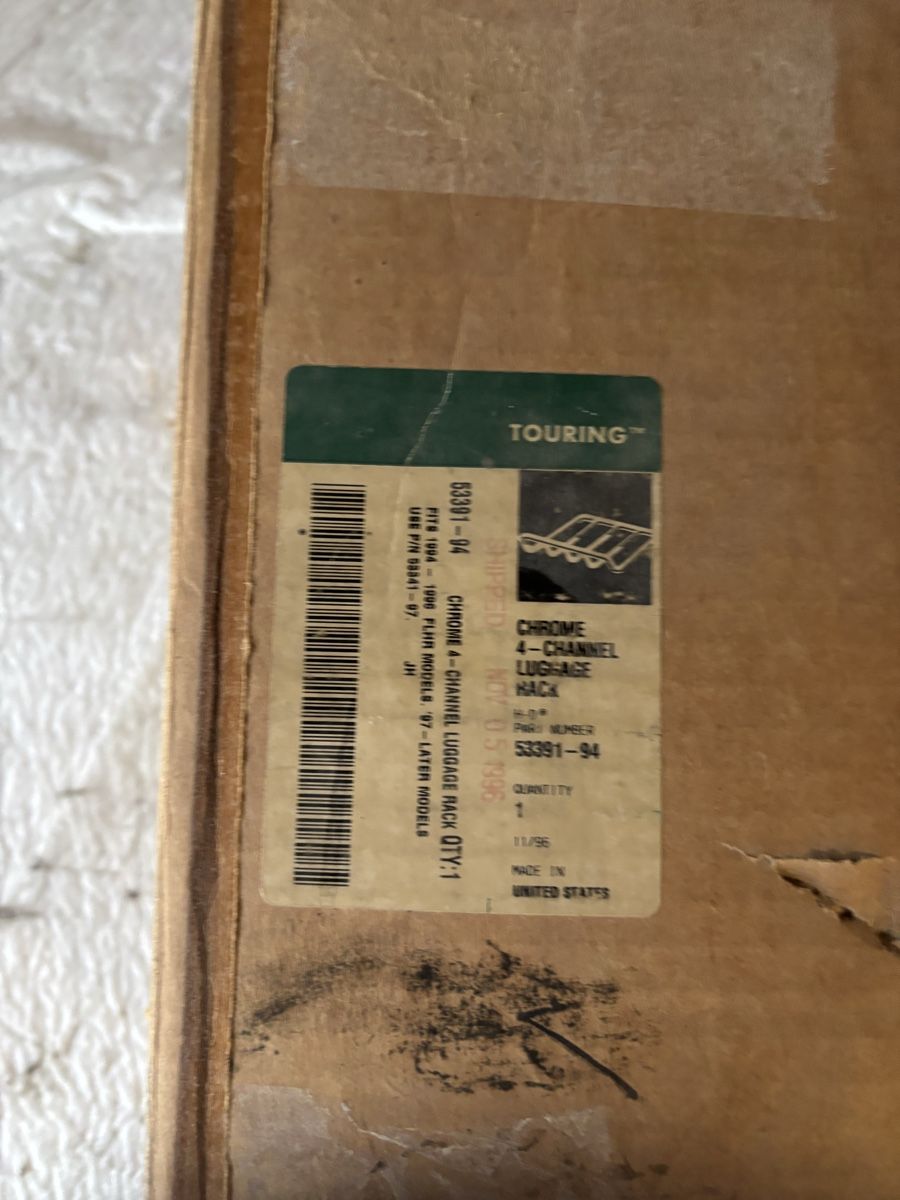 TOURING™
CHROME
4-CHANNEL
LUGGAGE
RACK
H-D®
PART NUMBER
53391-94
QUANTITY
1
11/96
MADE IN
UNITED STATES
SHIPPED NOV 05 1996
53391-94 CHROME 4-CHANNEL LUGGAGE RACK QTY:1
FITS 1994 - 1996 FLHR MODELS. '97-LATER MODELS
USE P/N 53341-97.
JH